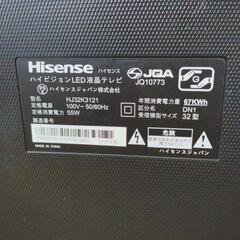 Hisense ハイセンス
ハイビジョンLED液晶テレビ
ハイセンスジャパン株式会社
JQA
JQ10773
型名 HJ32K3121
定格電源 100V~ 50/60Hz
定格消費電力 55W
製造番号
年間消費電力量 67KWh
区分名 DN1
受信機型サイズ 32型
危険
ハイセンスジャパン
MADE IN CHINA